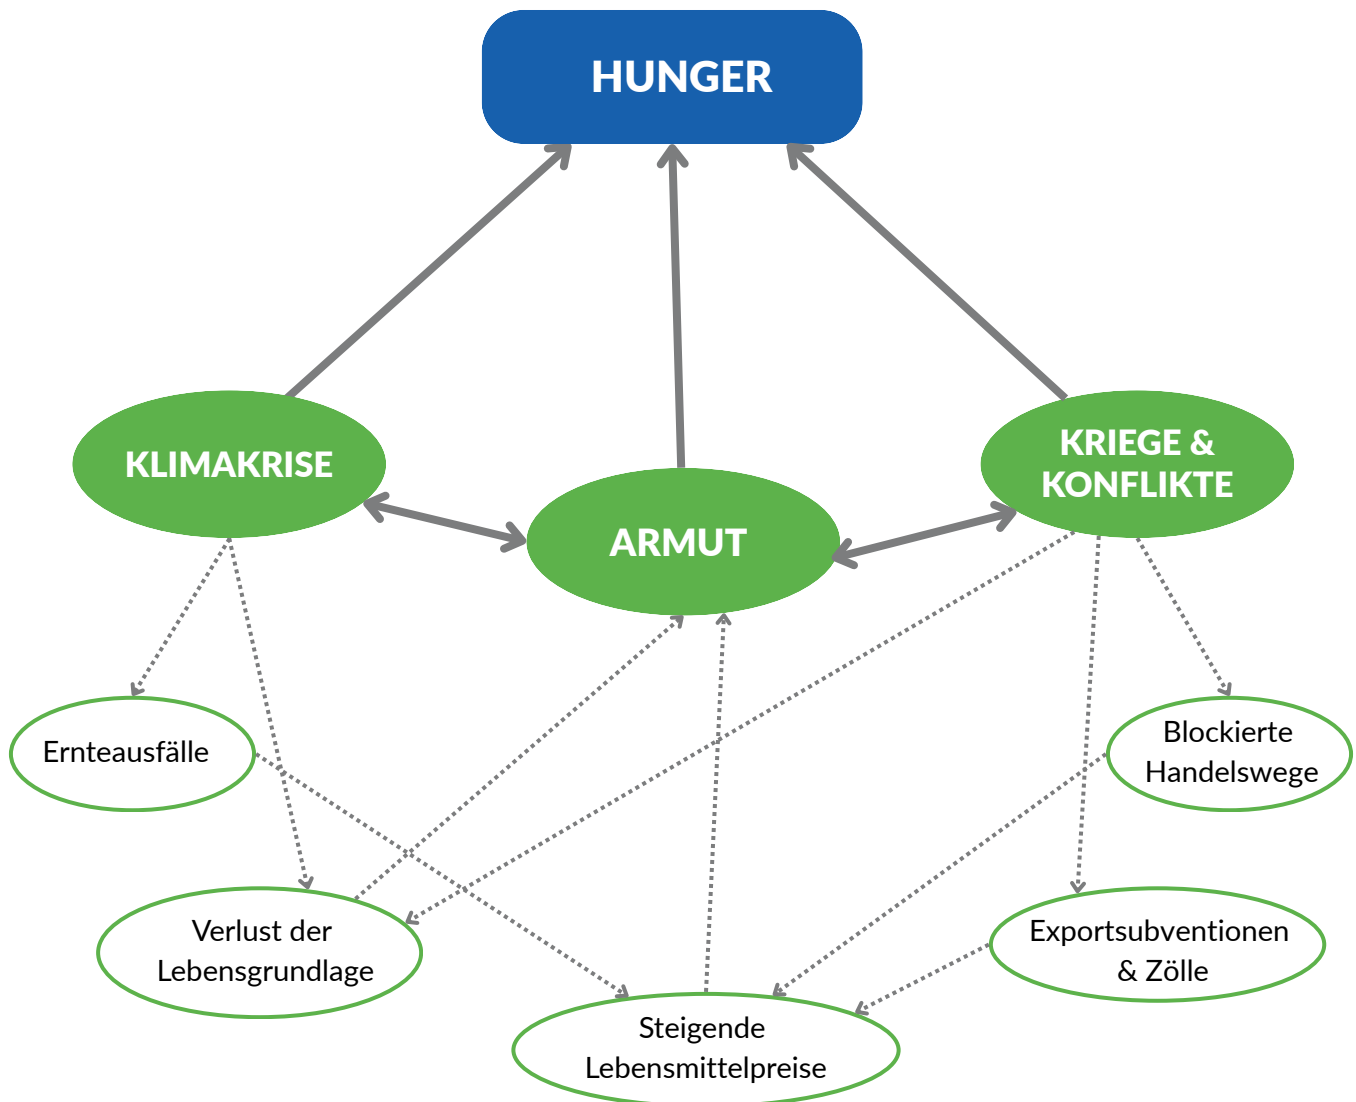 HUNGER
KLIMAKRISE
ARMUT
KRIEGE &
KONFLIKTE
Ernteausfälle
Blockierte
Handelswege
Verlust der
Lebensgrundlage
Exportsubventionen
& Zölle
Steigende
Lebensmittelpreise